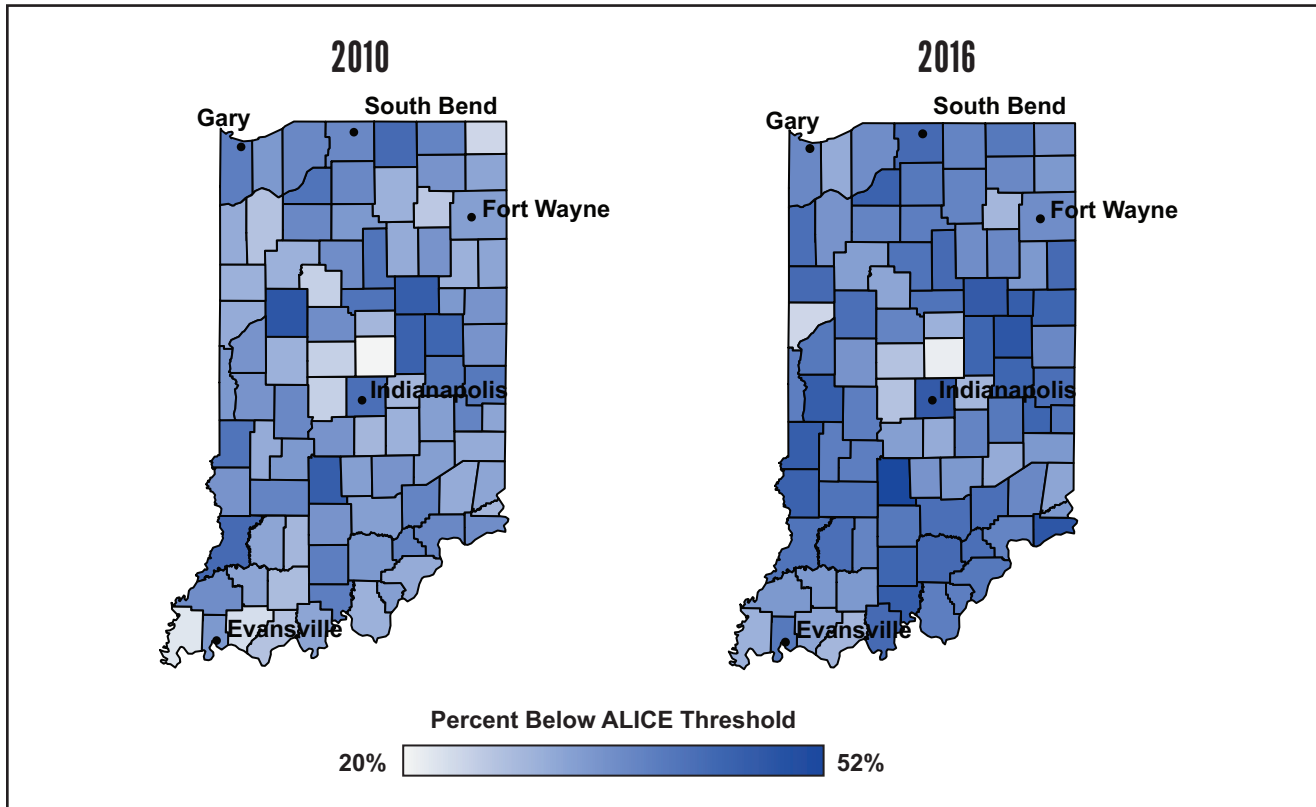 2010
South Bend
Gary
Fort Wayne
Indianapolis
Evansville
2016
South Bend
Gary
Fort Wayne
Indianapolis
Evansville
Percent Below ALICE Threshold
20%
52%